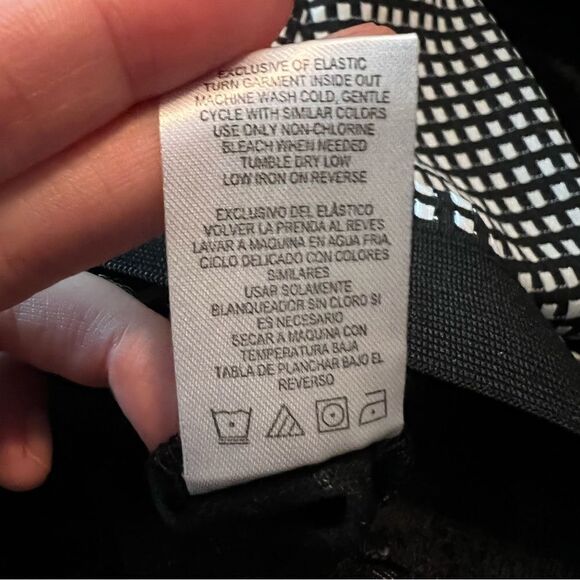 EXCLUSIVE OF ELASTIC
TURN GARMENT INSIDE OUT
MACHINE WASH COLD, GENTLE
CYCLE WITH SIMILAR COLORS
USE ONLY NON-CHLORINE
BLEACH WHEN NEEDED
TUMBLE DRY LOW
LOW IRON ON REVERSE
EXCLUSIVO DEL ELÁSTICO
VOLVER LA PRENDA AL REVES
LAVAR A MAQUINA EN AGUA FRIA,
CICLO DELICADO CON COLORES
SIMILARES
USAR SOLAMENTE
BLANQUEADOR SIN CLORO SI
ES NECESARIO
SECAR A MAQUINA CON
TEMPERATURA BAJA
TABLA DE PLANCHAR BAJO EL
REVERSO